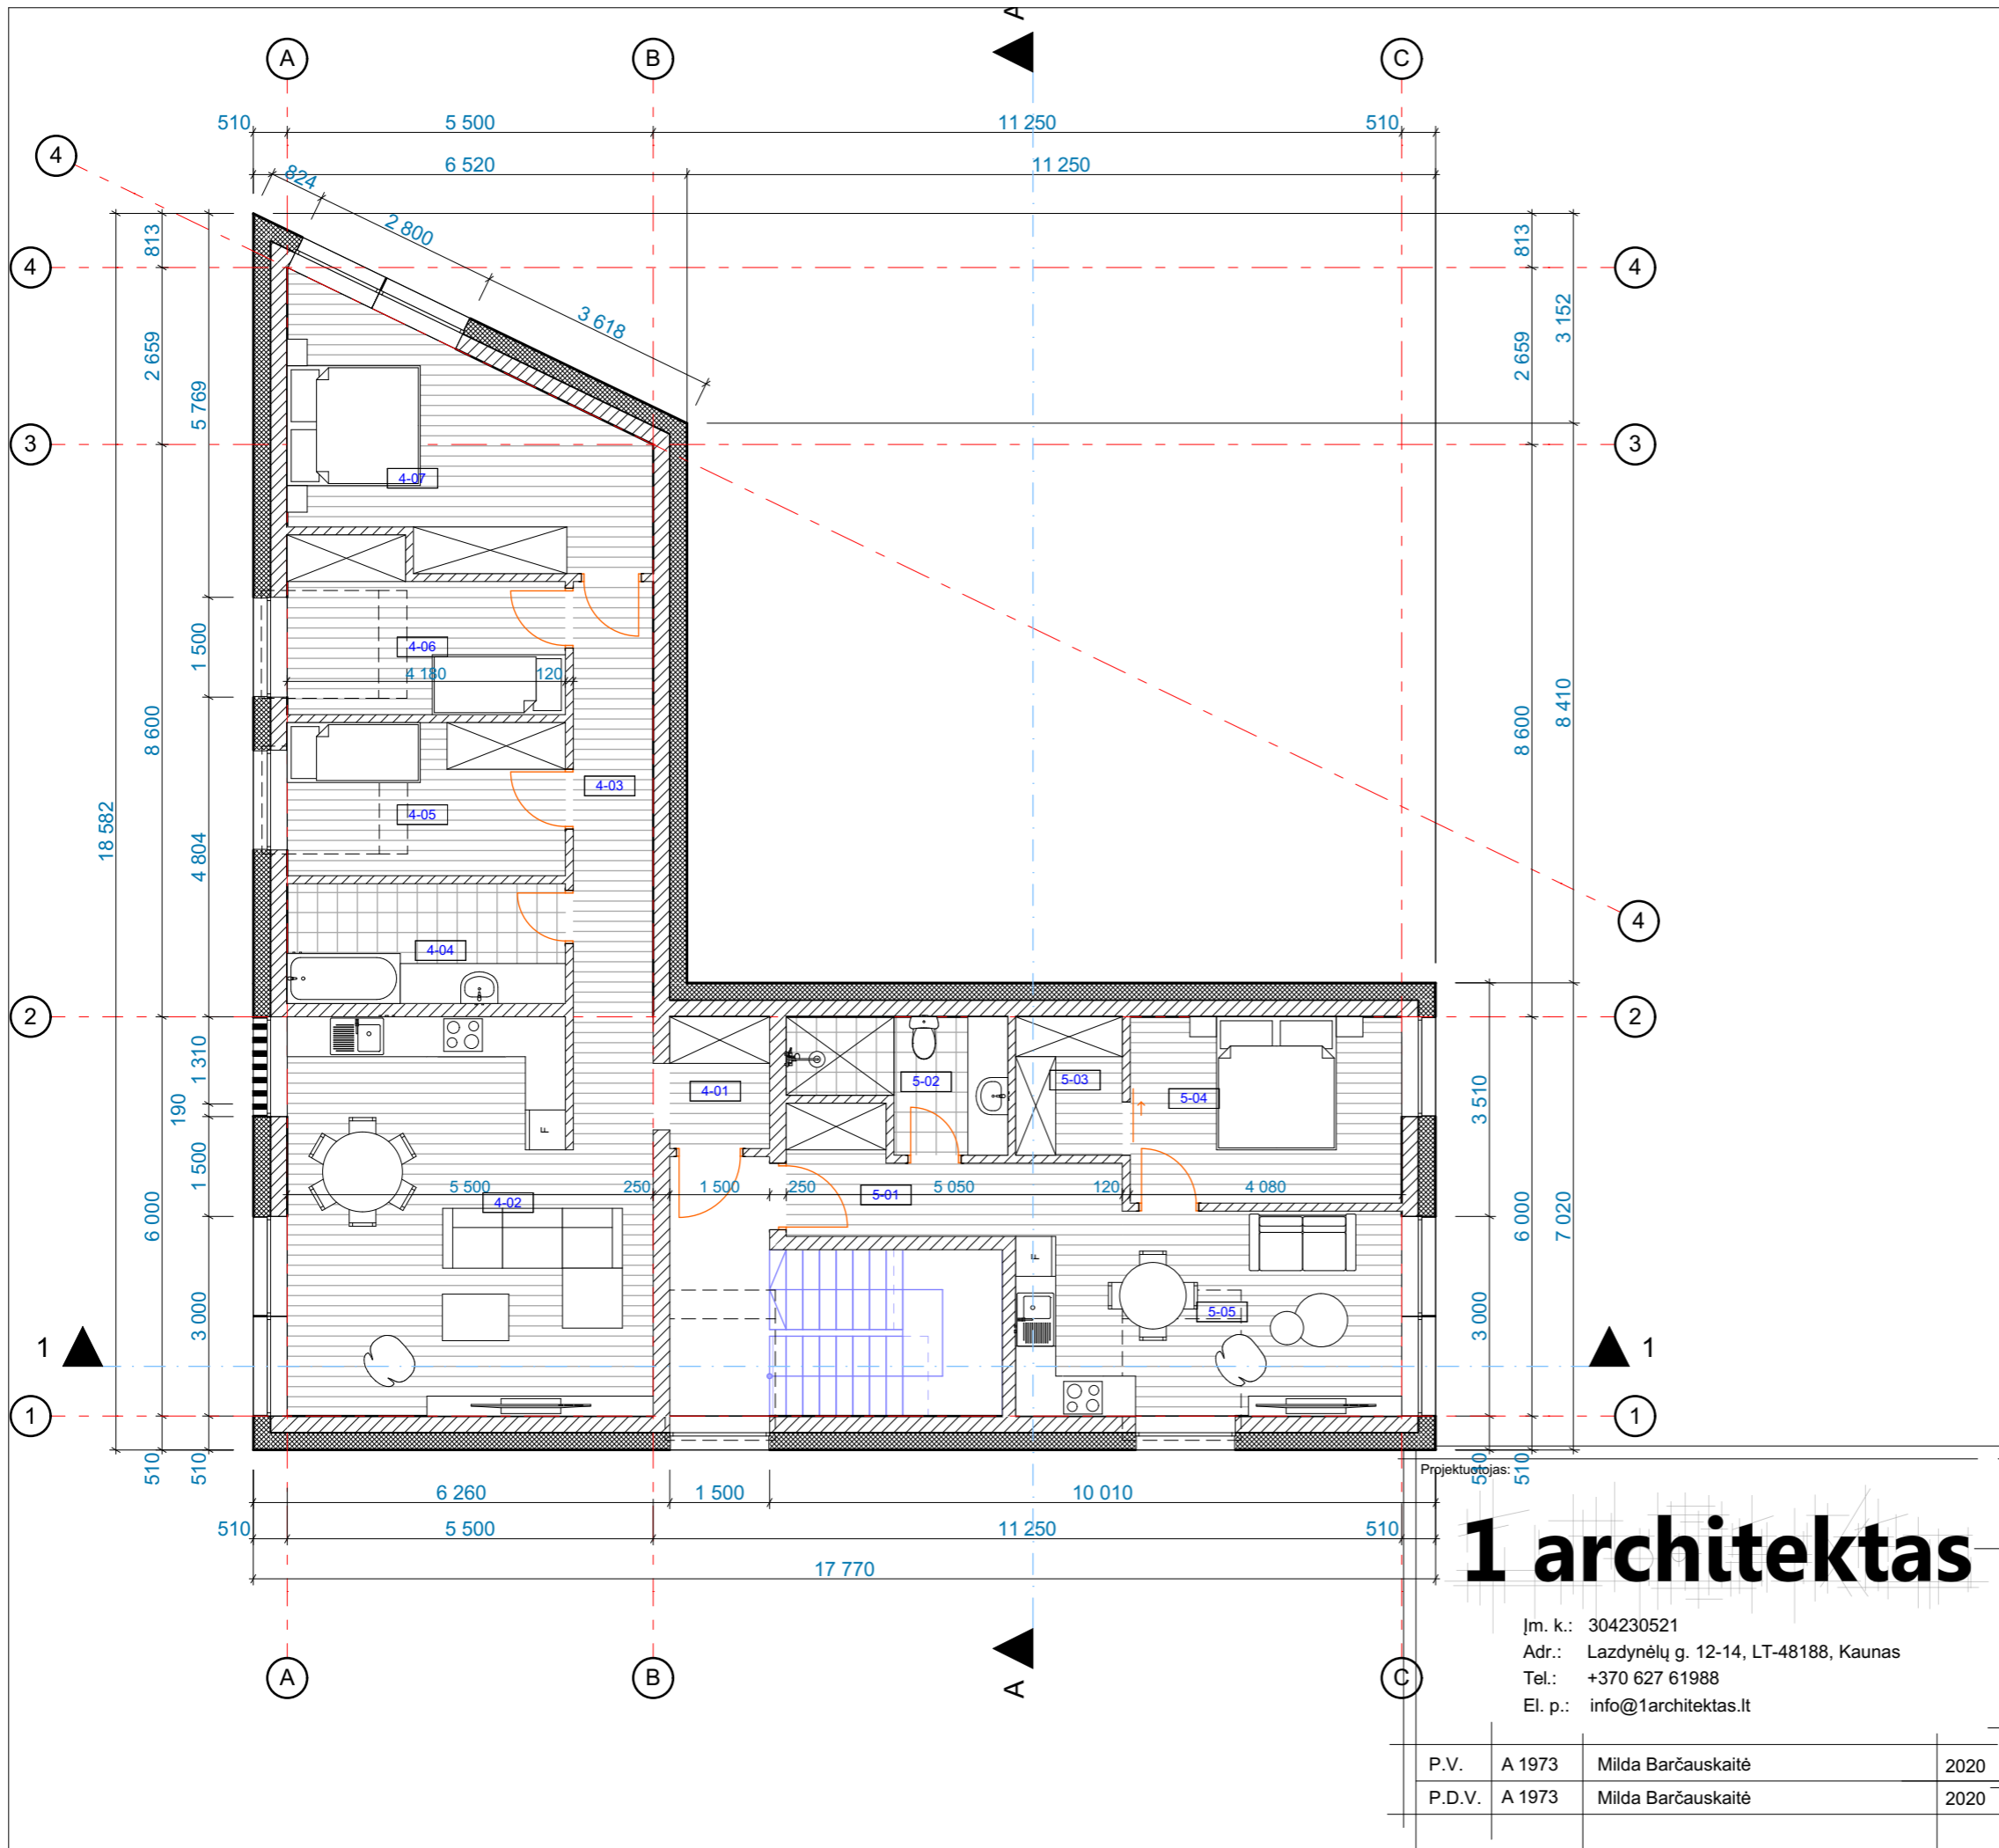 A
A B C
510 5 500 11 250 510
6 520 11 250
4
824
2 800
3 618
813
813
4 4
2 659
5 769
2 659
3 152
3 3
4-07
1 500
4-06
4 180 120
8 600
8 600
8 410
4-03
4-05
18 582
4 804
4
4-04
2 2
1 310
190
1 500
4-01
5-02
5-03
5-04
3 510
F
5 500 250 1 500 250 5 050 120 4 080
4-02
5-01
6 000
6 000
7 020
F
5-05
3 000
3 000
1 1
1 1
510
510
510
510
6 260 1 500 10 010
510 5 500 11 250 510
17 770
A B C
A
Projektuotojas:
1 architektas
Įm. k.: 304230521
Adr.: Lazdynėlų g. 12-14, LT-48188, Kaunas
Tel.: +370 627 61988
El. p.: info@1architektas.lt
P.V. A 1973 Milda Barčauskaitė 2020
P.D.V. A 1973 Milda Barčauskaitė 2020